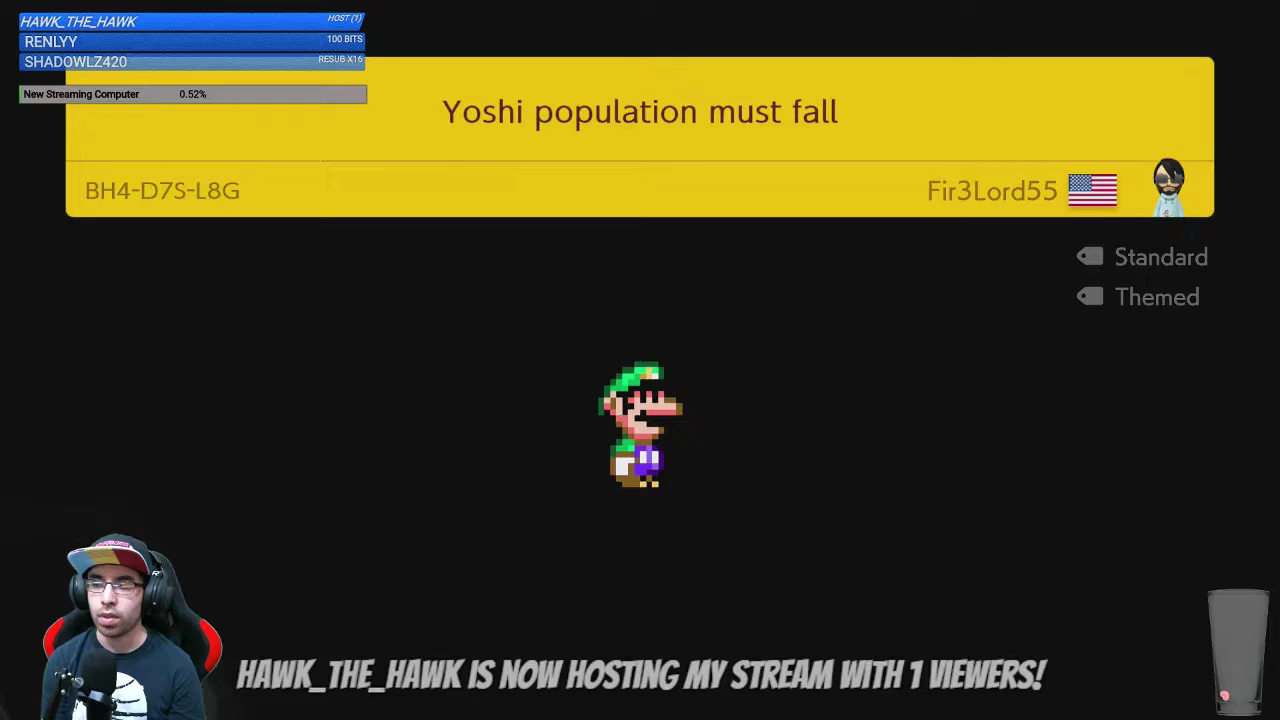 HAWK_THE_HAWK HOST (1)
RENLYY 100 BITS
SHADOWLZ420 RESUB X16
New Streaming Computer 0.52%
Yoshi population must fall
BH4-D7S-L8G Fir3Lord55
Standard
Themed
HAWK_THE_HAWK IS NOW HOSTING MY STREAM WITH 1 VIEWERS!